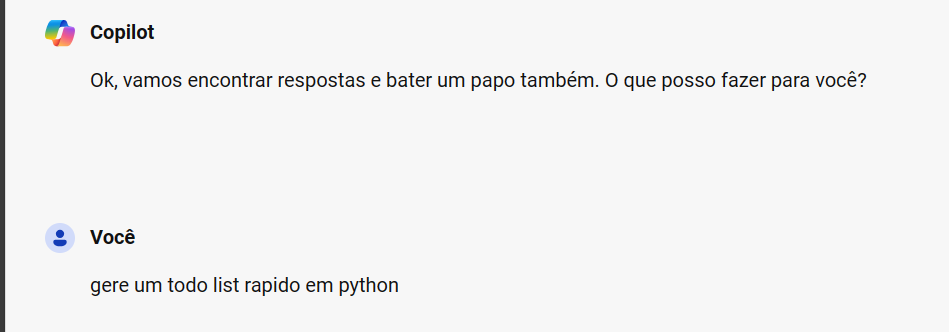 Copilot
Ok, vamos encontrar respostas e bater um papo também. O que posso fazer para você?
Você
gere um todo list rapido em python